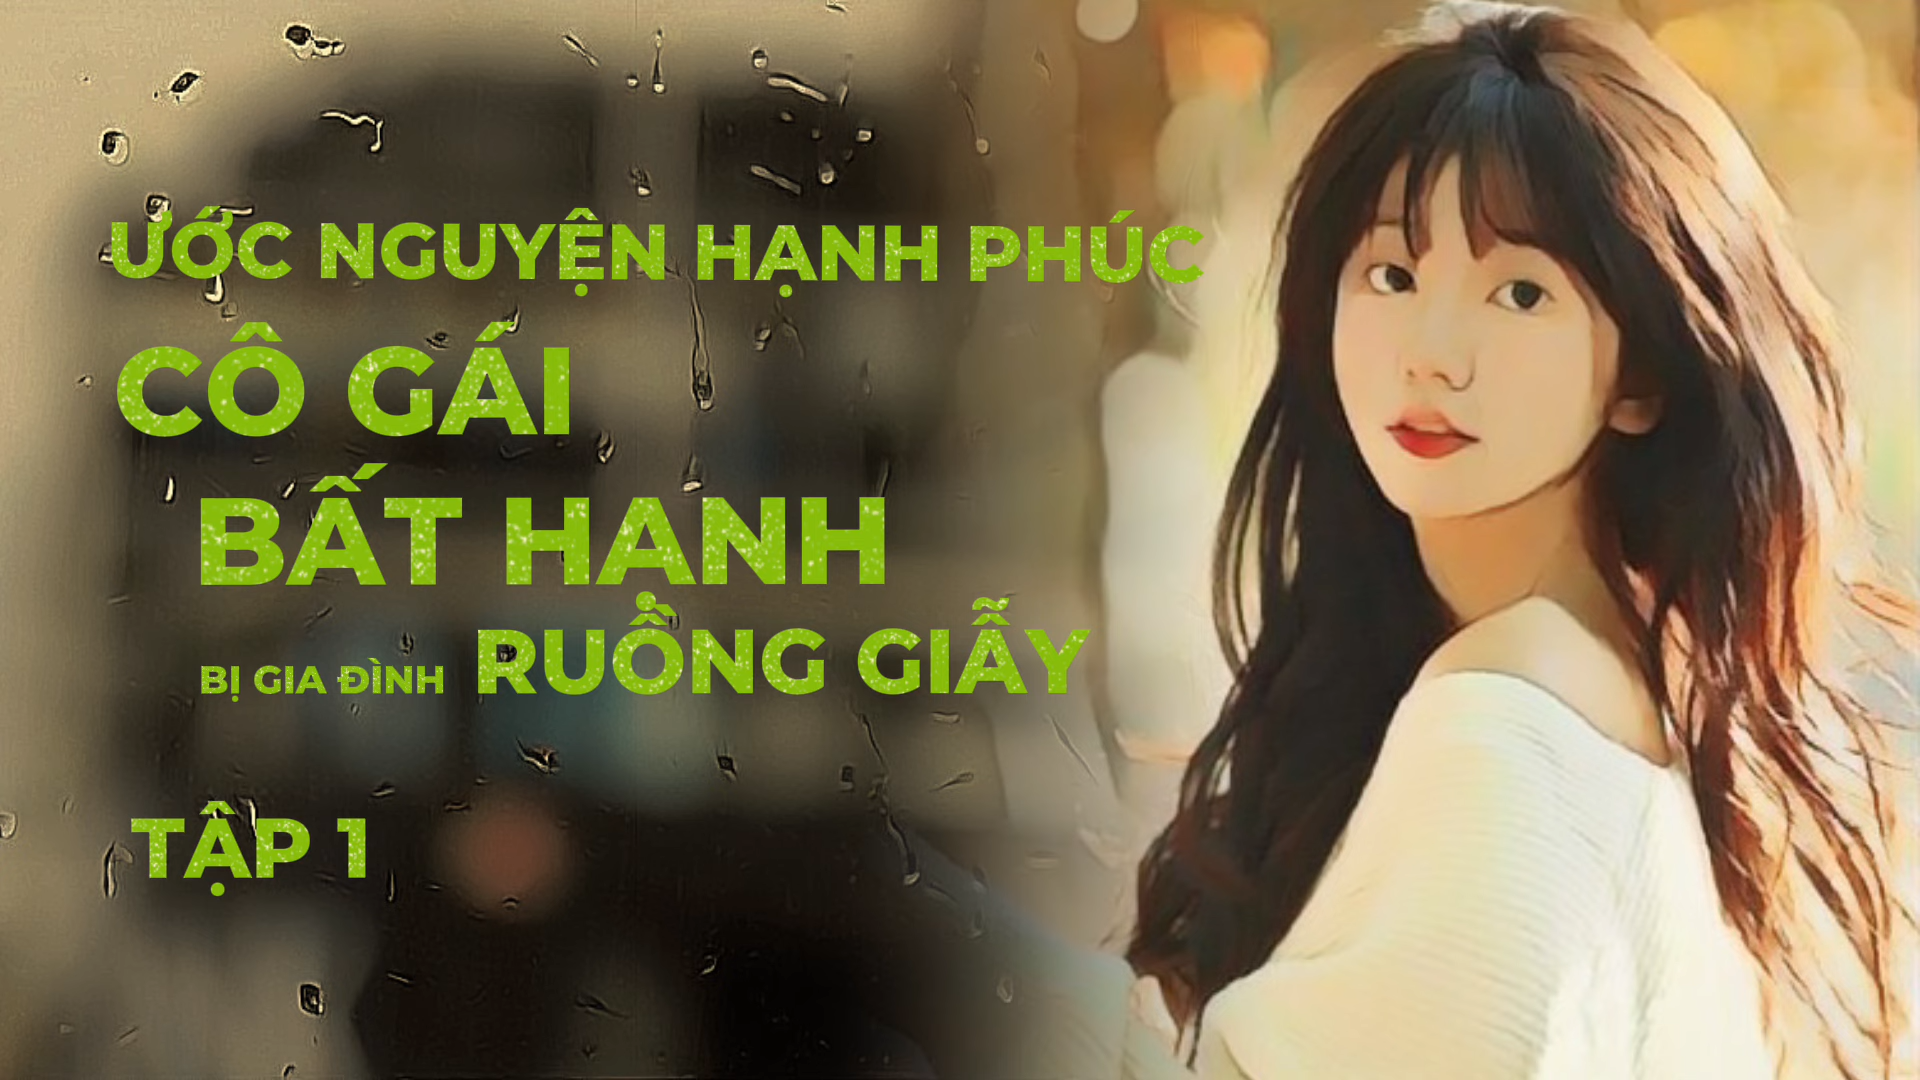 ƯỚC NGUYỆN HẠNH PHÚC
CÔ GÁI
BẤT HẠNH
BỊ GIA ĐÌNH RUỒNG GIẪY
TẬP 1